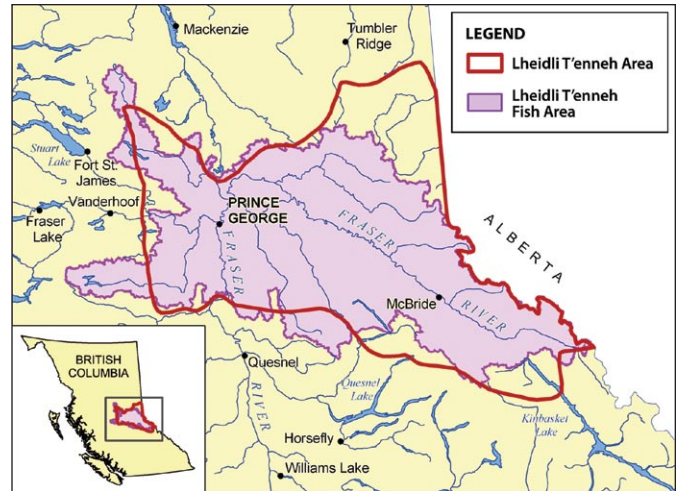 Mackenzie
Tumbler
Ridge
LEGEND
Lheidli T'enneh Area
Lheidli T'enneh
Fish Area
Stuart
Lake
Fort St.
James
Vanderhoof
Fraser
Lake
PRINCE
GEORGE
FRASER
FRASER
RIVER
ALBERTA
McBride
BRITISH
COLUMBIA
Quesnel
RIVER
Quesnel
Lake
Kinbasket
Lake
Horsefly
Williams Lake